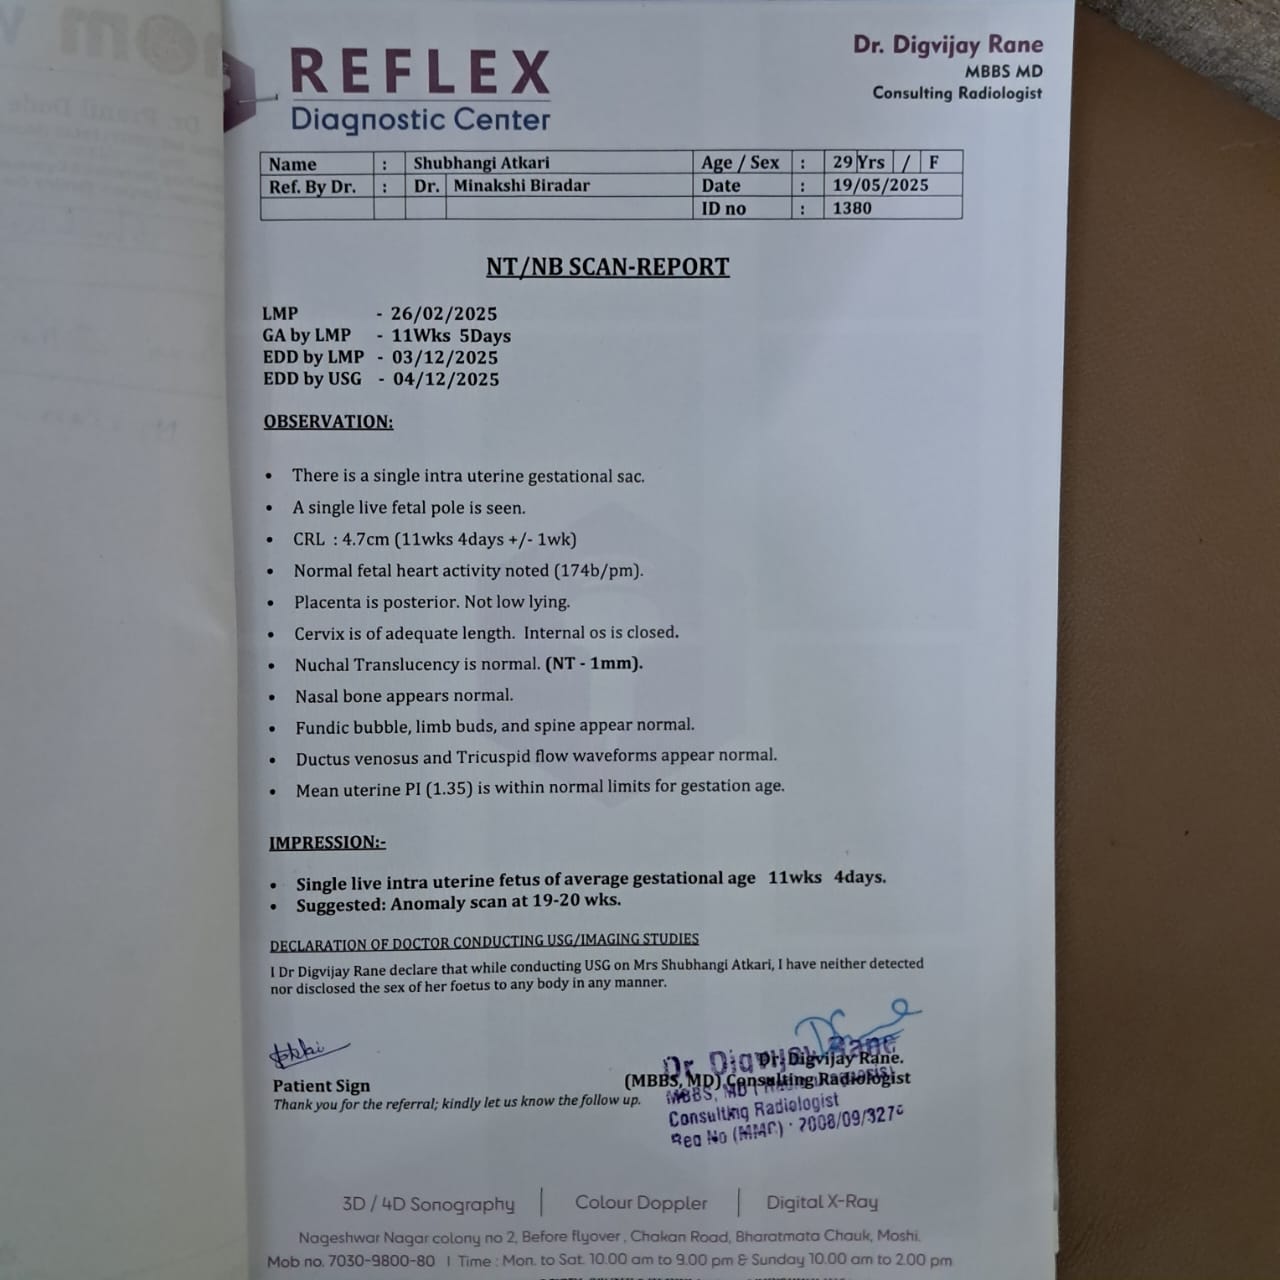 REFLEX
Diagnostic Center
Dr. Digvijay Rane
MBBS MD
Consulting Radiologist
Name : Shubhangi Atkari Age / Sex : 29 Yrs / F
Ref. By Dr. : Dr. Minakshi Biradar Date : 19/05/2025
ID no : 1380
NT/NB SCAN-REPORT
LMP - 26/02/2025
GA by LMP - 11Wks 5Days
EDD by LMP - 03/12/2025
EDD by USG - 04/12/2025
OBSERVATION:
• There is a single intra uterine gestational sac.
• A single live fetal pole is seen.
• CRL : 4.7cm (11wks 4days +/- 1wk)
• Normal fetal heart activity noted (174b/pm).
• Placenta is posterior. Not low lying.
• Cervix is of adequate length. Internal os is closed.
• Nuchal Translucency is normal. (NT - 1mm).
• Nasal bone appears normal.
• Fundic bubble, limb buds, and spine appear normal.
• Ductus venosus and Tricuspid flow waveforms appear normal.
• Mean uterine PI (1.35) is within normal limits for gestation age.
IMPRESSION:-
• Single live intra uterine fetus of average gestational age 11wks 4days.
• Suggested: Anomaly scan at 19-20 wks.
DECLARATION OF DOCTOR CONDUCTING USG/IMAGING STUDIES
I Dr Digvijay Rane declare that while conducting USG on Mrs Shubhangi Atkari, I have neither detected
nor disclosed the sex of her foetus to any body in any manner.
Dr. Digvijay Rane
Dr. Digvijay Rane.
Patient Sign (MBBS, MD) Consulting Radiologist
MBBS, MD
Thank you for the referral; kindly let us know the follow up.
Consulting Radiologist
Reg No (MMC) : 2008/09/327
3D / 4D Sonography | Colour Doppler | Digital X-Ray
Nageshwar Nagar colony no 2, Before flyover, Chakan Road, Bharatmata Chauk, Moshi.
Mob no. 7030-9800-80 | Time : Mon. to Sat. 10.00 am to 9.00 pm & Sunday 10.00 am to 2.00 pm